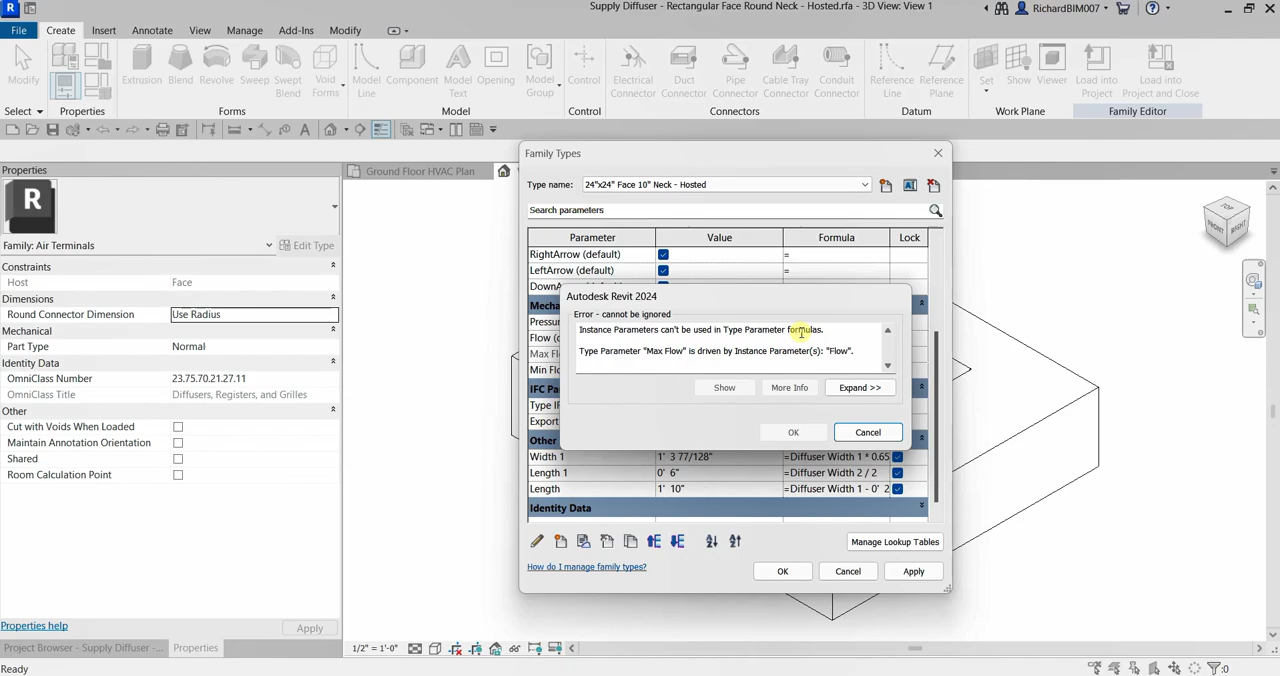 Supply Diffuser - Rectangular Face Round Neck - Hosted.rfa - 3D View: View 1
RichardBIM007
File
Create
Insert
Annotate
View
Manage
Add-Ins
Modify
Modify
Extrusion
Blend
Revolve
Sweep
Swept
Blend
Void
Forms
Model
Line
Component
Model
Text
Opening
Model
Group
Control
Electrical
Connector
Duct
Connector
Pipe
Connector
Cable Tray
Connector
Conduit
Connector
Reference
Line
Reference
Plane
Set
Show
Viewer
Load into
Project
Load into
Project and Close
Select
Properties
Forms
Model
Control
Connectors
Datum
Work Plane
Family Editor
Properties
R
Family: Air Terminals
Edit Type
Constraints
Host
Face
Dimensions
Round Connector Dimension
Use Radius
Mechanical
Part Type
Normal
Identity Data
OmniClass Number
23.75.70.21.27.11
OmniClass Title
Diffusers, Registers, and Grilles
Other
Cut with Voids When Loaded
Maintain Annotation Orientation
Shared
Room Calculation Point
Properties help
Apply
Project Browser - Supply Diffuser -...
Properties
Ready
Ground Floor HVAC Plan
TOP
FRONT
RIGHT
1/2" = 1'-0"
:0
Family Types
Type name:
24"x24" Face 10" Neck - Hosted
Search parameters
Parameter
Value
Formula
Lock
RightArrow (default)
=
LeftArrow (default)
=
Autodesk Revit 2024
Error - cannot be ignored
Instance Parameters can't be used in Type Parameter formulas.
Type Parameter "Max Flow" is driven by Instance Parameter(s): "Flow".
Show
More Info
Expand >>
OK
Cancel
Other
Width 1
1' 3 77/128"
=Diffuser Width 1 * 0.65
Length 1
0' 6"
=Diffuser Width 2 / 2
Length
1' 10"
=Diffuser Width 1 - 0' 2
Identity Data
Manage Lookup Tables
How do I manage family types?
OK
Cancel
Apply